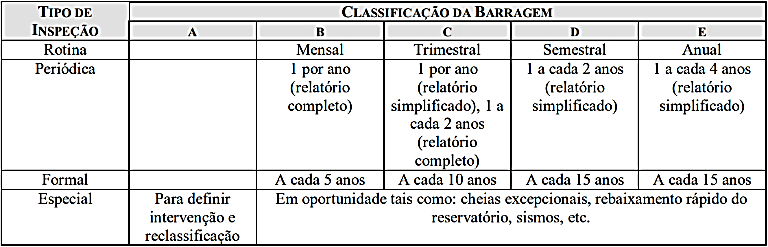 TIPO DE INSPEÇÃO | CLASSIFICAÇÃO DA BARRAGEM
A | B | C | D | E
Rotina | | Mensal | Trimestral | Semestral | Anual
Periódica | | 1 por ano (relatório completo) | 1 por ano (relatório simplificado), 1 a cada 2 anos (relatório completo) | 1 a cada 2 anos (relatório simplificado) | 1 a cada 4 anos (relatório simplificado)
Formal | | A cada 5 anos | A cada 10 anos | A cada 15 anos | A cada 15 anos
Especial | Para definir intervenção e reclassificação | Em oportunidade tais como: cheias excepcionais, rebaixamento rápido do reservatório, sismos, etc.